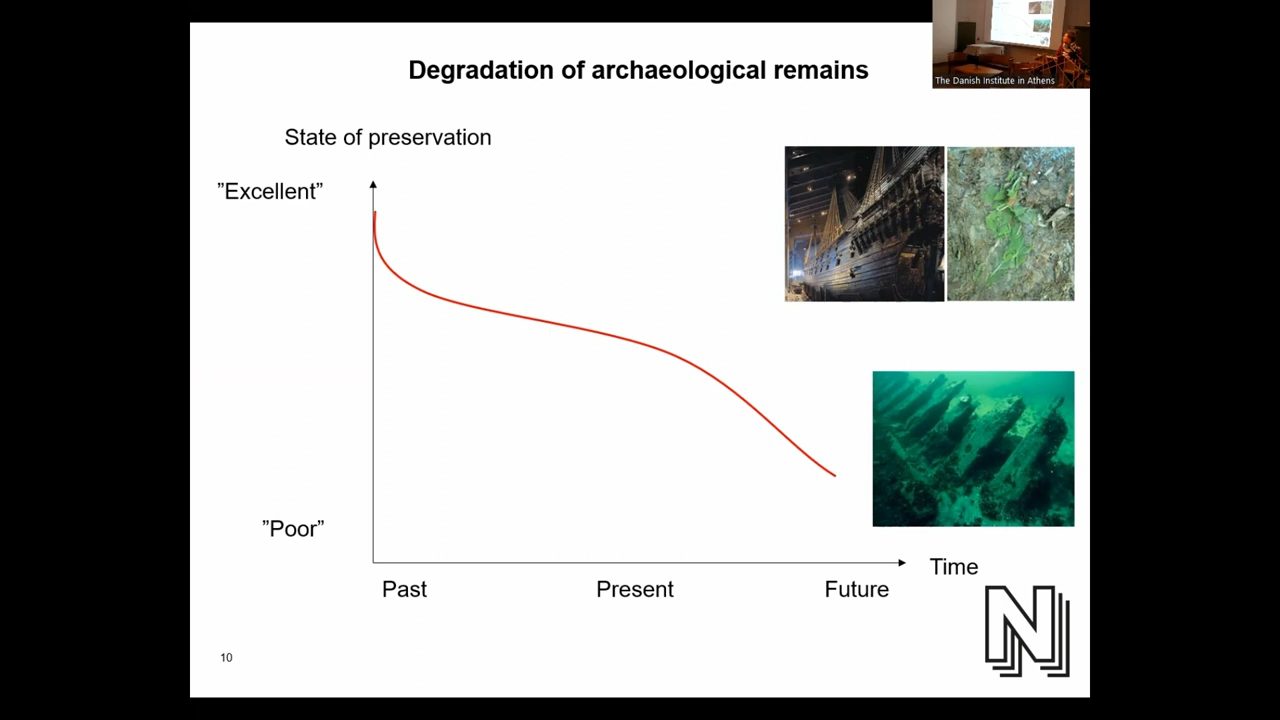 Degradation of archaeological remains
The Danish Institute in Athens
State of preservation
”Excellent”
”Poor”
Time
Past
Present
Future
N
10